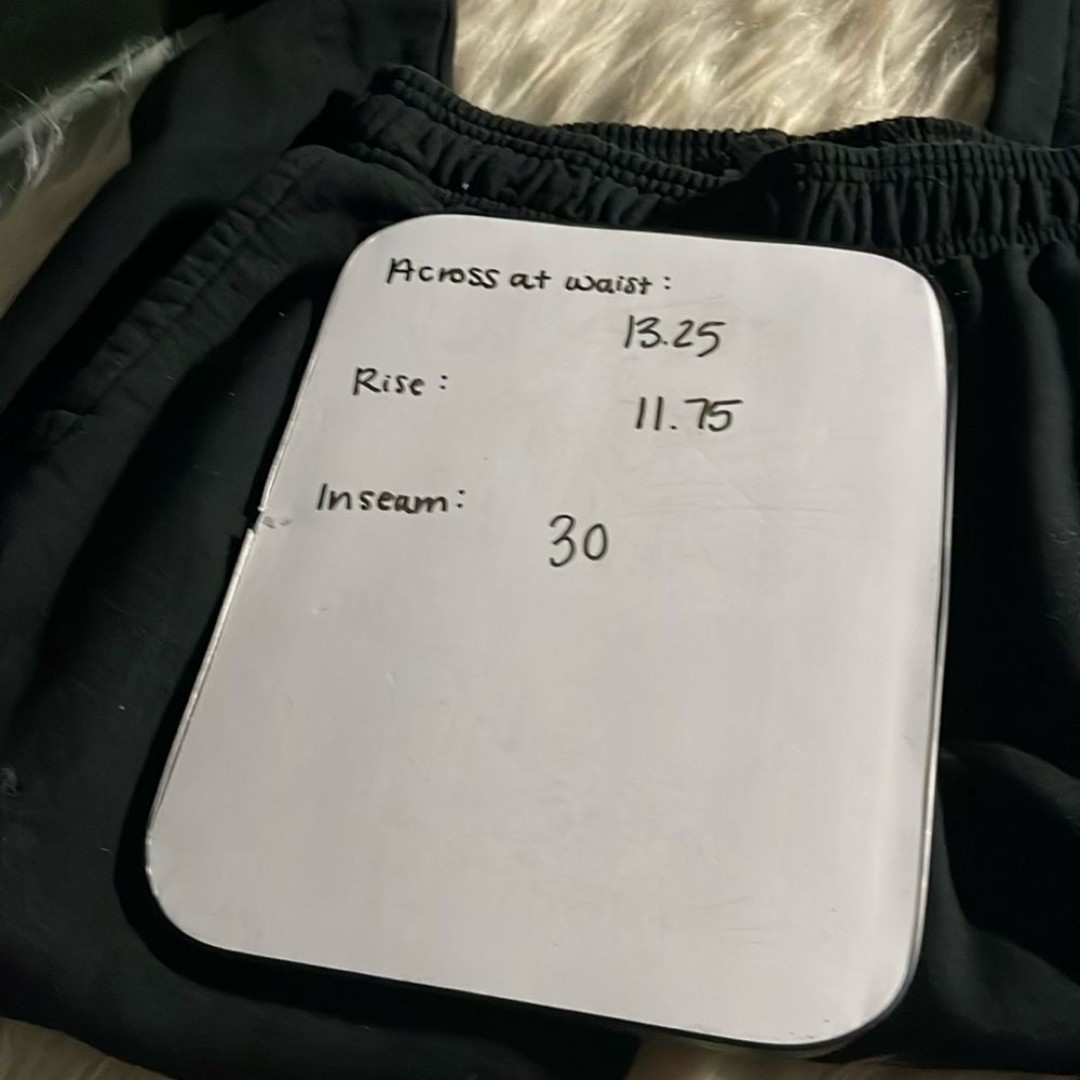 Across at waist:
13.25
Rise:
11.75
Inseam:
30